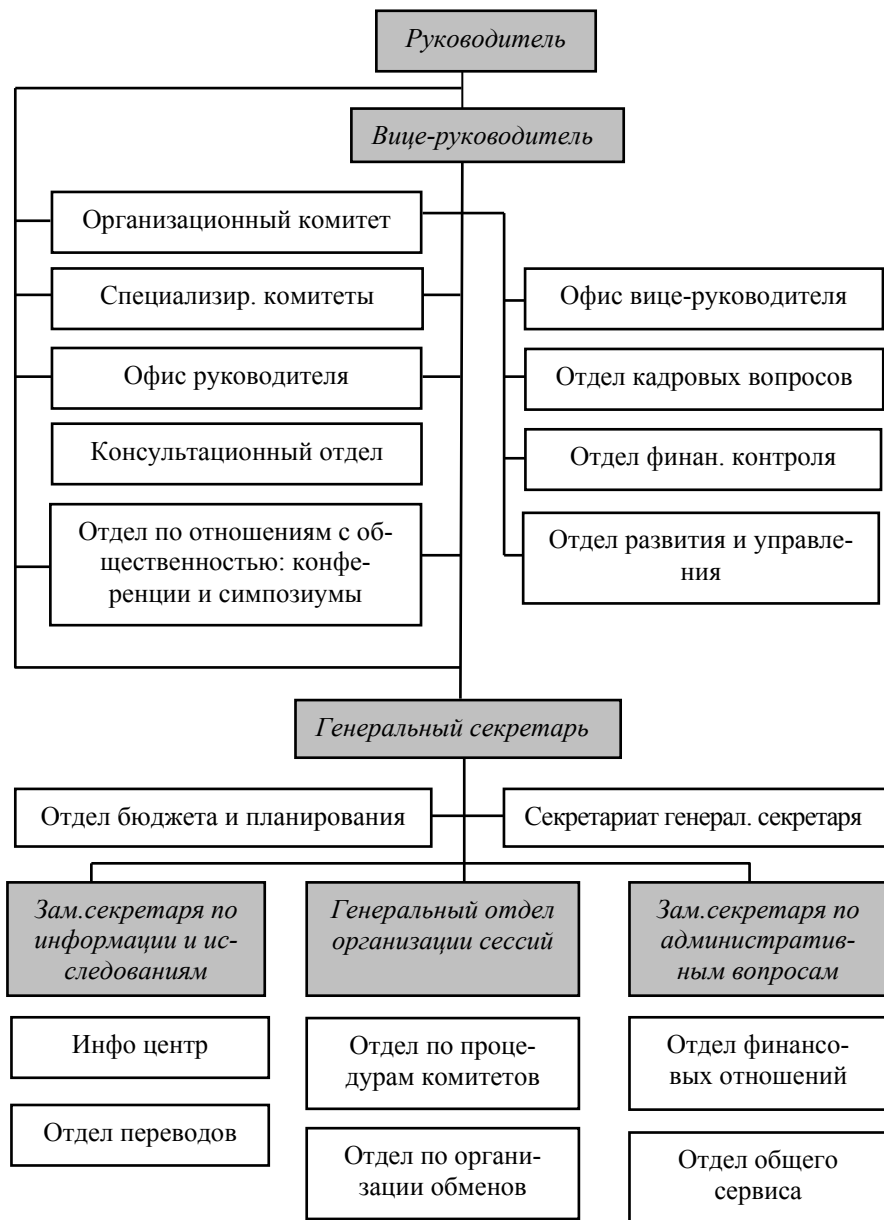 Руководитель
Вице-руководитель
Организационный комитет
Специализир. комитеты
Офис руководителя
Консультационный отдел
Отдел по отношениям с об-
щественностью: конфе-
ренции и симпозиумы
Офис вице-руководителя
Отдел кадровых вопросов
Отдел финан. контроля
Отдел развития и управле-
ния
Генеральный секретарь
Отдел бюджета и планирования
Секретариат генерал. секретаря
Зам.секретаря по
информации и ис-
следованиям
Генеральный отдел
организации сессий
Зам.секретаря по
административ-
ным вопросам
Инфо центр
Отдел переводов
Отдел по проце-
дурам комитетов
Отдел по органи-
зации обменов
Отдел финансо-
вых отношений
Отдел общего
сервиса